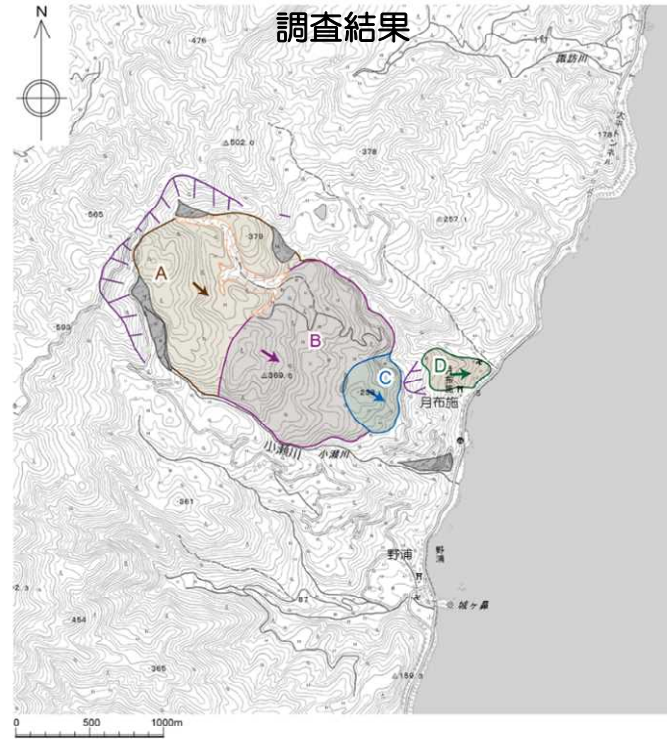 調査結果
N
・476
諏訪川
178
△502.0
・378
・565
・379
△257.1
A
593
B
D
△369.5
C
月布施
小瀬川
小瀬川
・361
野浦
野浦
87
城ヶ鼻
・454
・365
△159.3
0 500 1000m